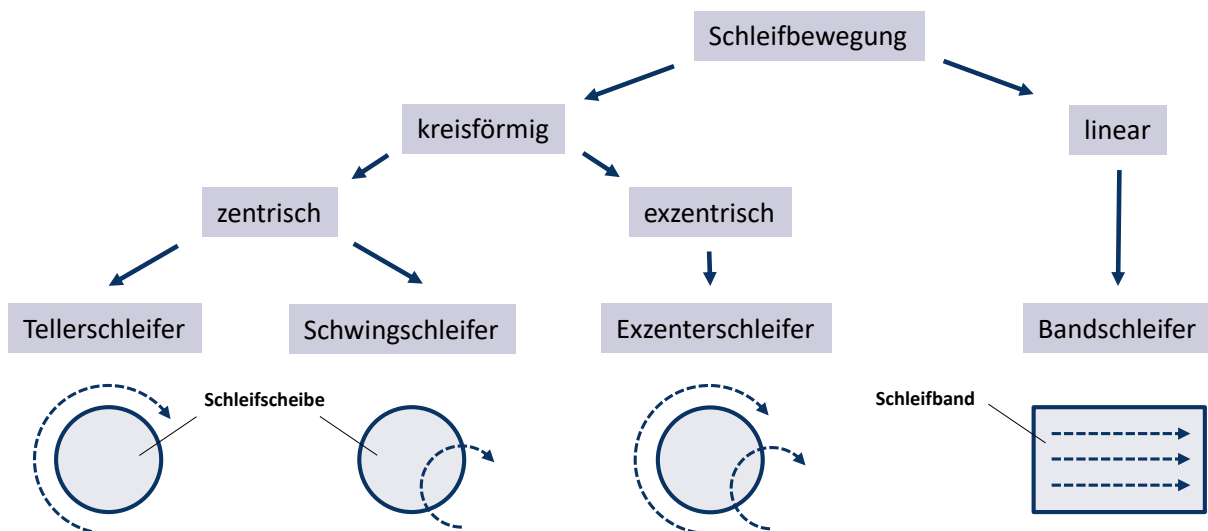 Schleifbewegung
kreisförmig
linear
zentrisch
exzentrisch
Tellerschleifer
Schwingschleifer
Exzenterschleifer
Bandschleifer
Schleifscheibe
Schleifband